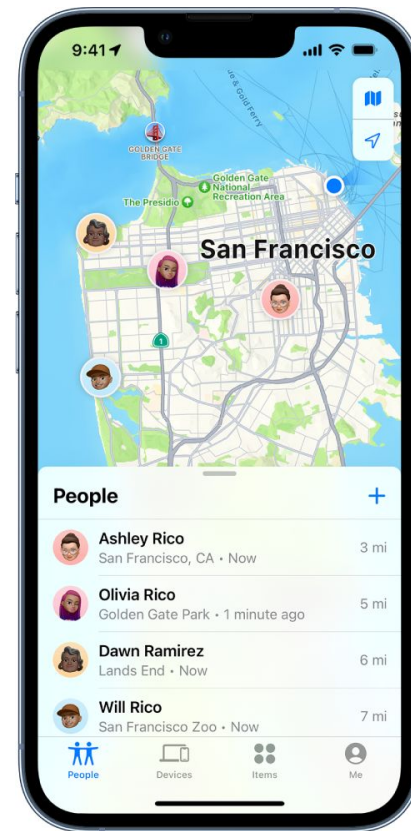 9:41
& Gold Ferry
GOLDEN GATE
BRIDGE
Golden Gate
National
Recreation Area
The Presidio
San Francisco
1
People
+
Ashley Rico
San Francisco, CA • Now
3 mi
Olivia Rico
Golden Gate Park • 1 minute ago
5 mi
Dawn Ramirez
Lands End • Now
6 mi
Will Rico
San Francisco Zoo • Now
7 mi
People
Devices
Items
Me